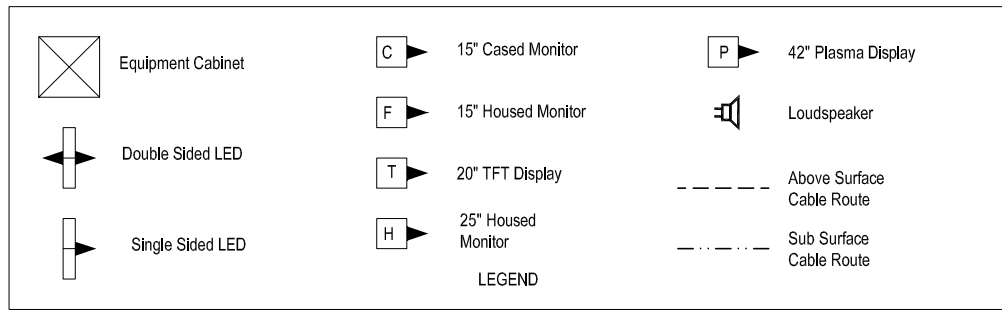 Equipment Cabinet
Double Sided LED
Single Sided LED
C
15" Cased Monitor
F
15" Housed Monitor
T
20" TFT Display
H
25" Housed
Monitor
P
42" Plasma Display
Loudspeaker
Above Surface
Cable Route
Sub Surface
Cable Route
LEGEND